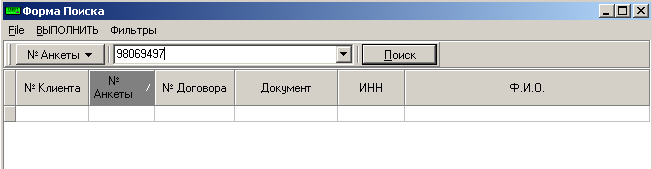 Форма Поиска
File ВЫПОЛНИТЬ Фильтры
№ Анкеты 98069497 Поиск
№ Клиента № Анкеты № Договора Документ ИНН Ф.И.О.